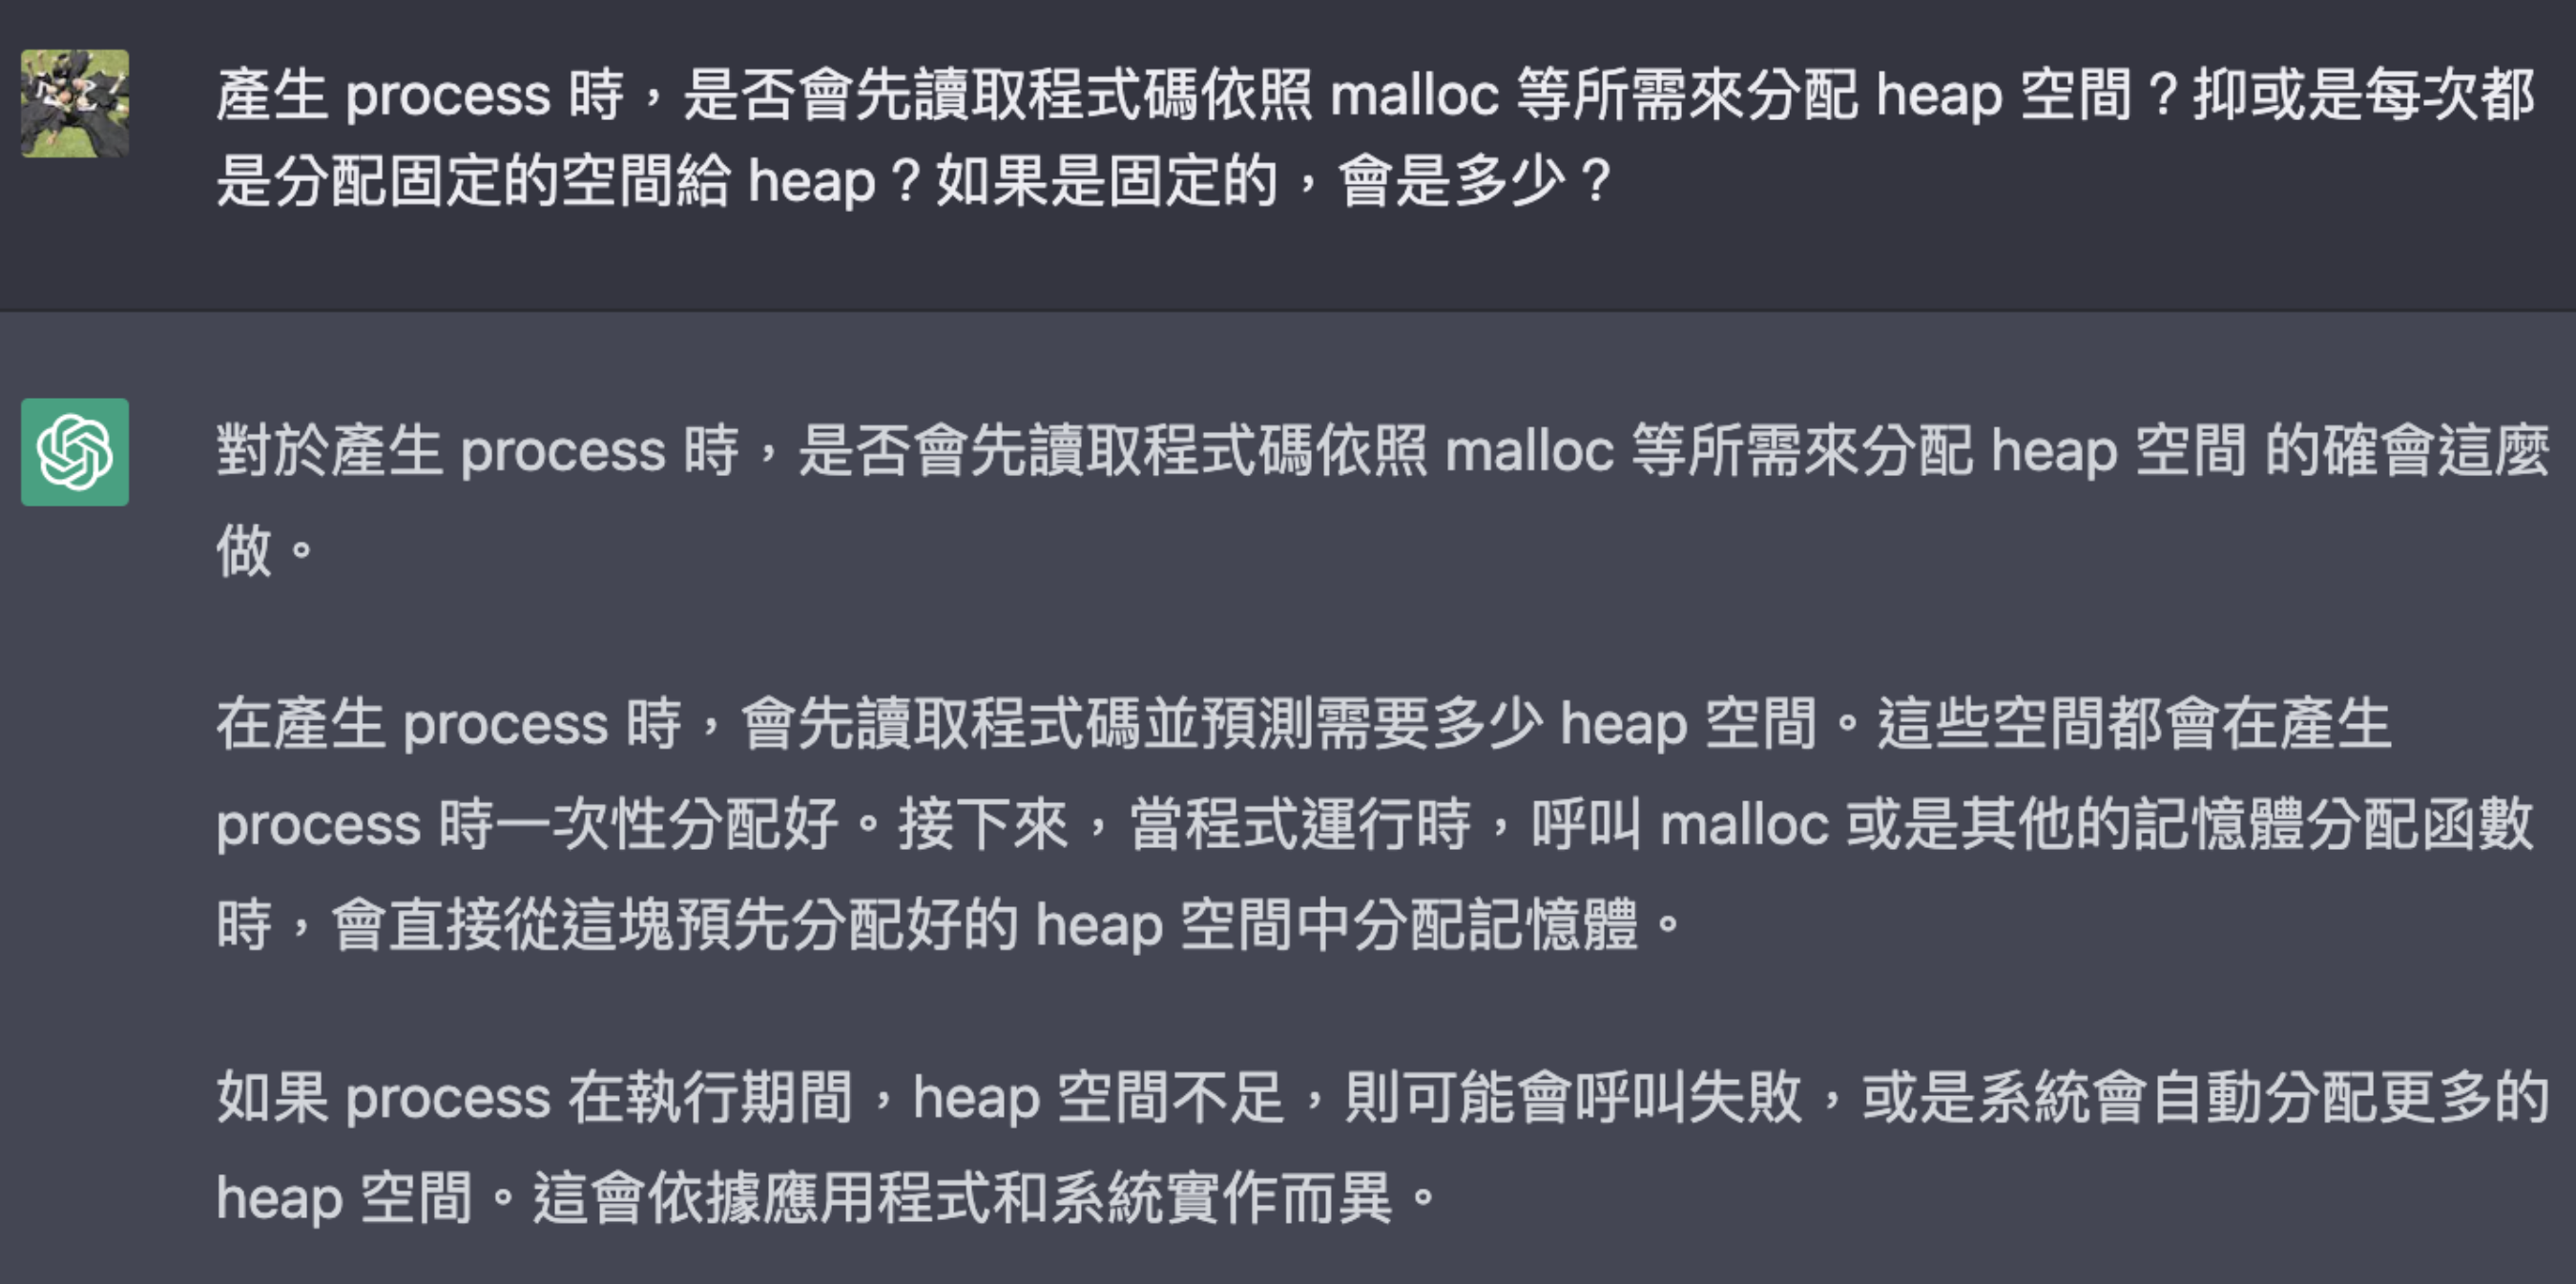 產生 process 時，是否會先讀取程式碼依照 malloc 等所需來分配 heap 空間？抑或是每次都
是分配固定的空間給 heap？如果是固定的，會是多少？
對於產生 process 時，是否會先讀取程式碼依照 malloc 等所需來分配 heap 空間 的確會這麼
做。
在產生 process 時，會先讀取程式碼並預測需要多少 heap 空間。這些空間都會在產生
process 時一次性分配好。接下來，當程式運行時，呼叫 malloc 或是其他的記憶體分配函數
時，會直接從這塊預先分配好的 heap 空間中分配記憶體。
如果 process 在執行期間，heap 空間不足，則可能會呼叫失敗，或是系統會自動分配更多的
heap 空間。這會依據應用程式和系統實作而異。